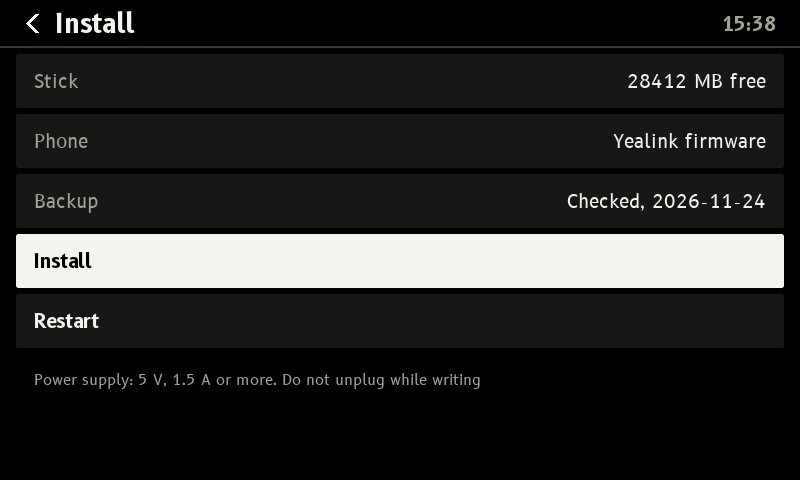 Install
15:38
Stick
28412 MB free
Phone
Yealink firmware
Backup
Checked, 2026-11-24
Install
Restart
Power supply: 5 V, 1.5 A or more. Do not unplug while writing